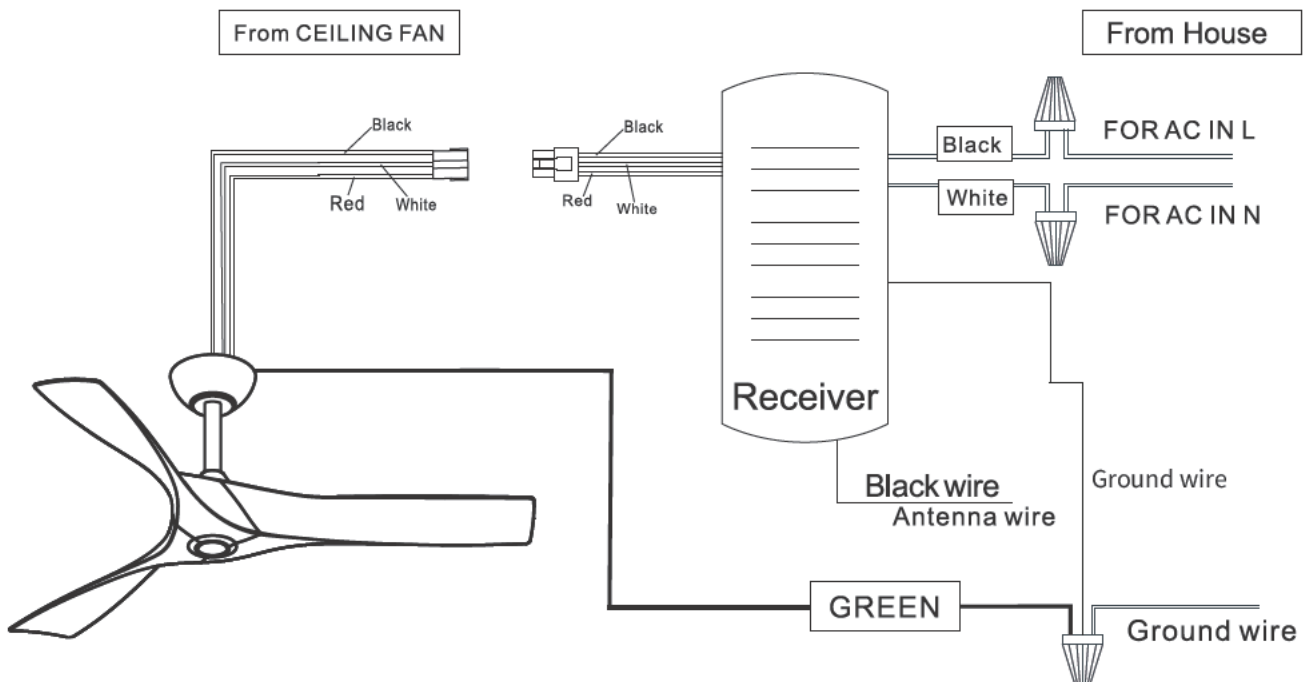 From CEILING FAN
From House
Black
White
Red
Black
White
Red
Black
FOR AC IN L
White
FOR AC IN N
Receiver
Black wire
Antenna wire
Ground wire
GREEN
Ground wire